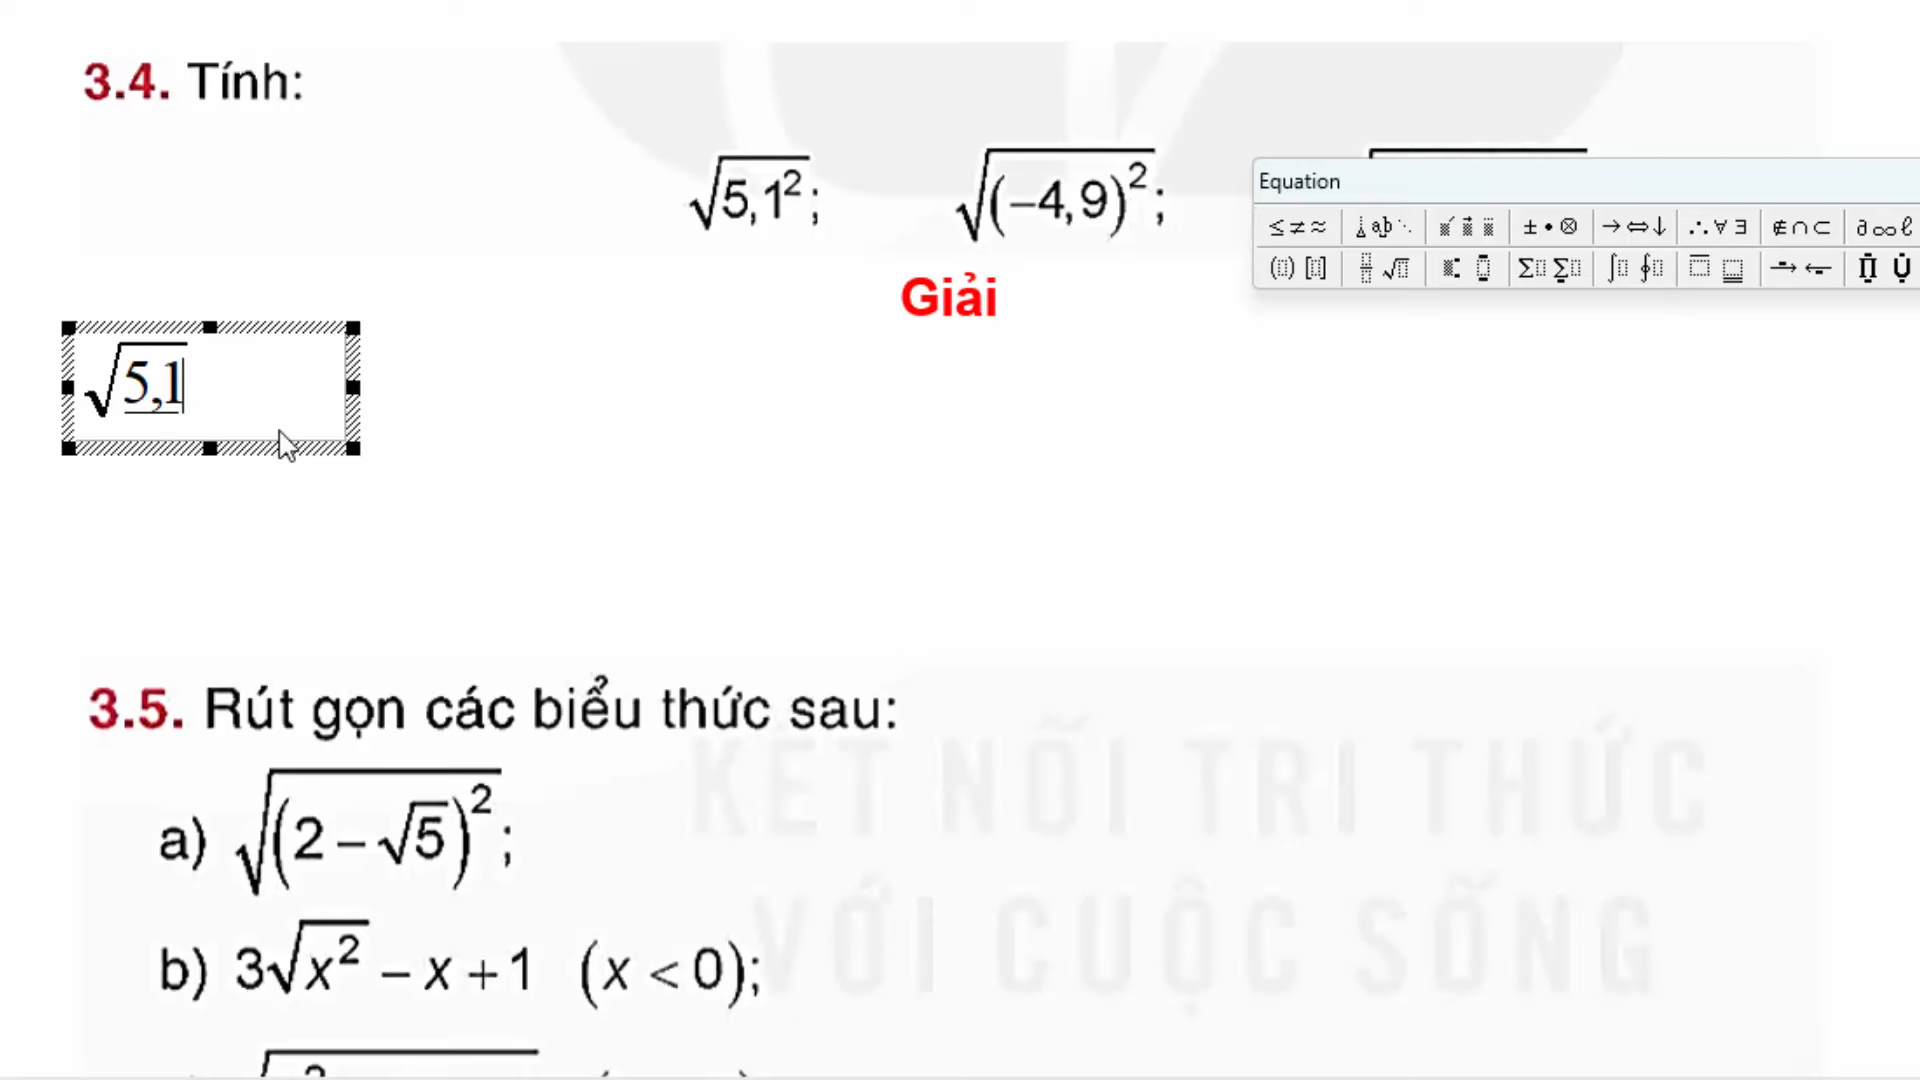 3.4. Tính:
√5,1²; √(−4,9)²;
Equation
Giải
√5,1
3.5. Rút gọn các biểu thức sau:
KẾT NỐI TRI THỨC
a) √(2 − √5)²;
VỚI CUỘC SỐNG
b) 3√x² − x + 1 (x < 0);